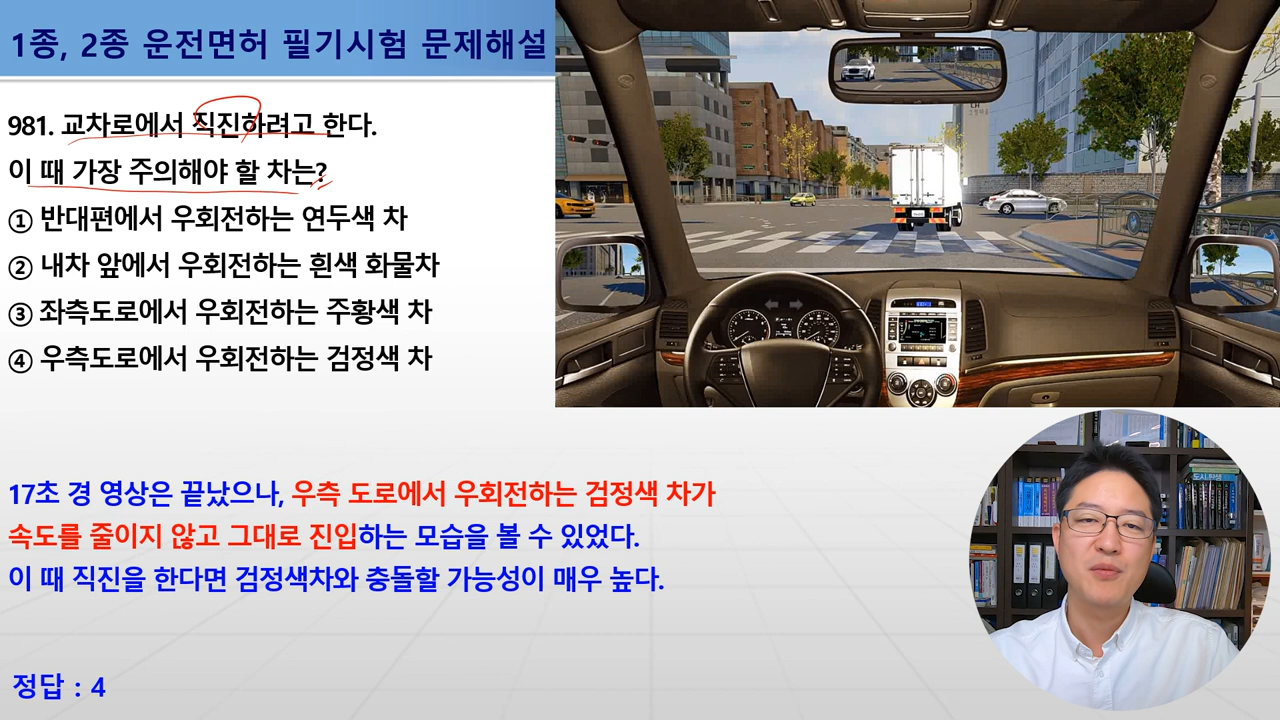 1종, 2종 운전면허 필기시험 문제해설
981. 교차로에서 직진하려고 한다.
이 때 가장 주의해야 할 차는?
① 반대편에서 우회전하는 연두색 차
② 내차 앞에서 우회전하는 흰색 화물차
③ 좌측도로에서 우회전하는 주황색 차
④ 우측도로에서 우회전하는 검정색 차
17초 경 영상은 끝났으나, 우측 도로에서 우회전하는 검정색 차가
속도를 줄이지 않고 그대로 진입하는 모습을 볼 수 있었다.
이 때 직진을 한다면 검정색차와 충돌할 가능성이 매우 높다.
정답 : 4